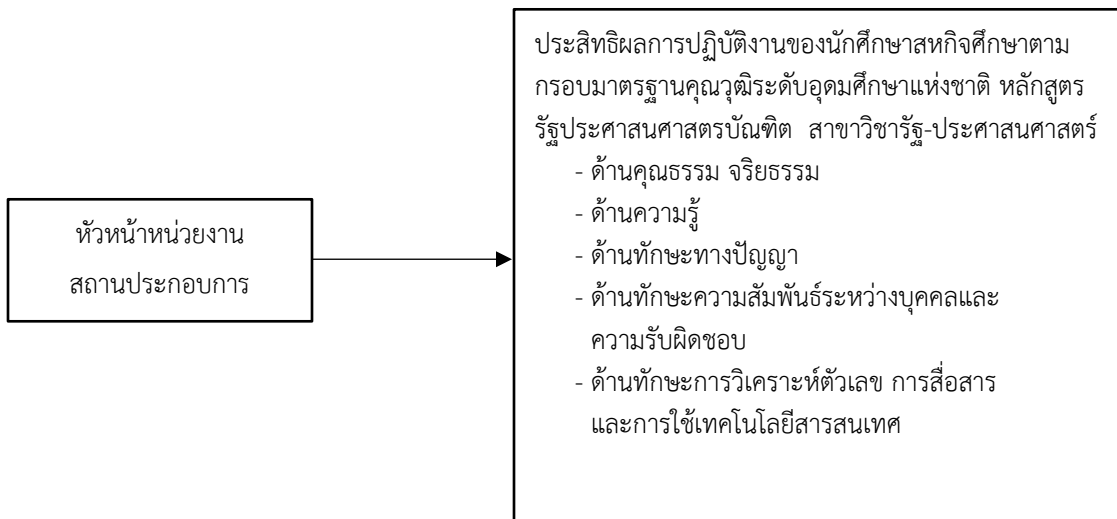 หัวหน้าหน่วยงาน
สถานประกอบการ
ประสิทธิผลการปฏิบัติงานของนักศึกษาสหกิจศึกษาตาม
กรอบมาตรฐานคุณวุฒิระดับอุดมศึกษาแห่งชาติ หลักสูตร
รัฐประศาสนศาสตรบัณฑิต สาขาวิชารัฐ-ประศาสนศาสตร์
- ด้านคุณธรรม จริยธรรม
- ด้านความรู้
- ด้านทักษะทางปัญญา
- ด้านทักษะความสัมพันธ์ระหว่างบุคคลและ
ความรับผิดชอบ
- ด้านทักษะการวิเคราะห์ตัวเลข การสื่อสาร
และการใช้เทคโนโลยีสารสนเทศ